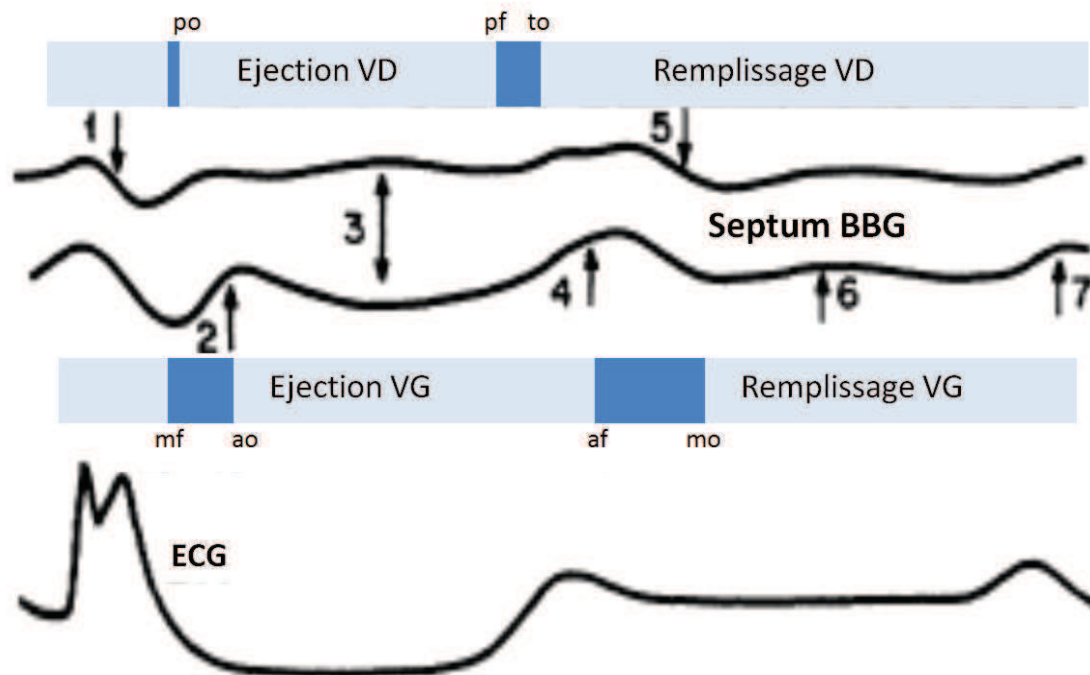 po pf to
Ejection VD Remplissage VD
1 5
3 Septum BBG
4 6 7
2
Ejection VG Remplissage VG
mf ao af mo
ECG